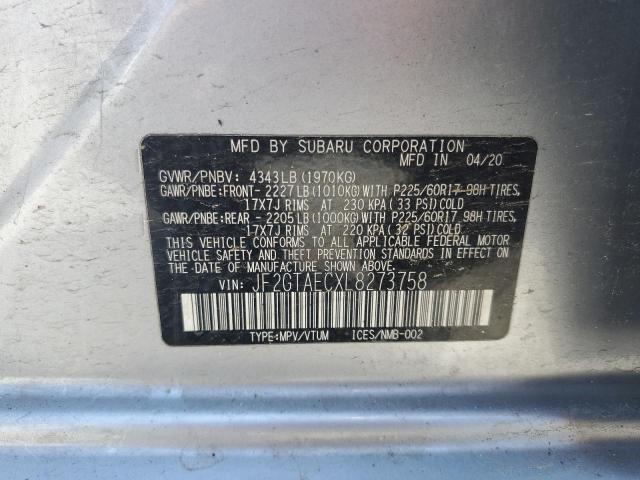 MFD BY SUBARU CORPORATION
MFD IN 04/20
GVWR/PNBV: 4343LB(1970KG)
GAWR/PNBE:FRONT- 2227LB(1010KG)WITH P225/60R17 98H TIRES,
17X7J RIMS AT 230 KPA(33 PSI)COLD
GAWR/PNBE:REAR - 2205LB(1000KG)WITH P225/60R17 98H TIRES,
17X7J RIMS AT 220 KPA(32 PSI)COLD
THIS VEHICLE CONFORMS TO ALL APPLICABLE FEDERAL MOTOR
VEHICLE SAFETY AND THEFT PREVENTION STANDARDS IN EFFECT ON
THE DATE OF MANUFACTURE SHOWN ABOVE.
VIN: JF2GTAECXL8273758
TYPE:MPV/VTUM ICES/NMB-002